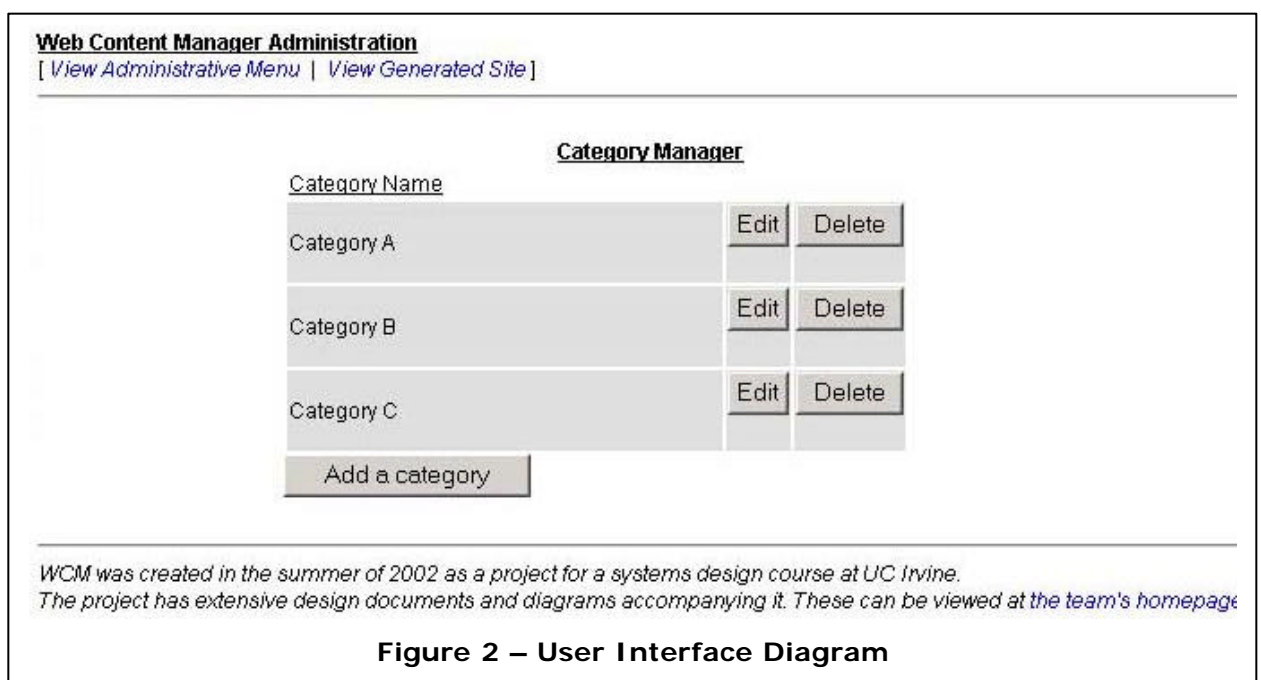 Web Content Manager Administration
[ View Administrative Menu | View Generated Site ]
Category Manager
Category Name
Category A Edit Delete
Category B Edit Delete
Category C Edit Delete
Add a category
WCM was created in the summer of 2002 as a project for a systems design course at UC Irvine.
The project has extensive design documents and diagrams accompanying it. These can be viewed at the team's homepage
Figure 2 – User Interface Diagram